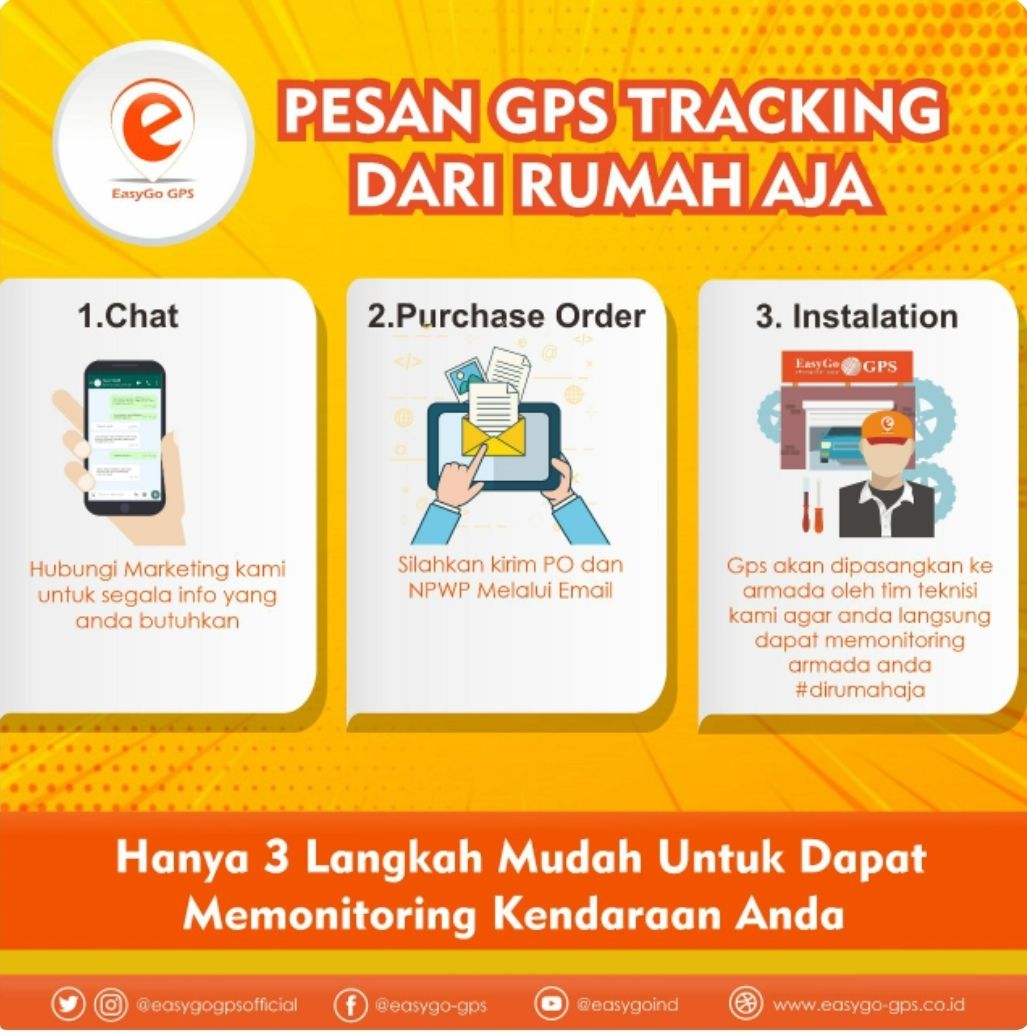 EasyGo GPS
PESAN GPS TRACKING
DARI RUMAH AJA
1.Chat
Hubungi Marketing kami
untuk segala info yang
anda butuhkan
2.Purchase Order
Silahkan kirim PO dan
NPWP Melalui Email
3. Instalation
EasyGo GPS
Gps akan dipasangkan ke
armada oleh tim teknisi
kami agar anda langsung
dapat memonitoring
armada anda
#dirumahaja
Hanya 3 Langkah Mudah Untuk Dapat
Memonitoring Kendaraan Anda
@easygogpsofficial @easygo-gps @easygoind www.easygo-gps.co.id